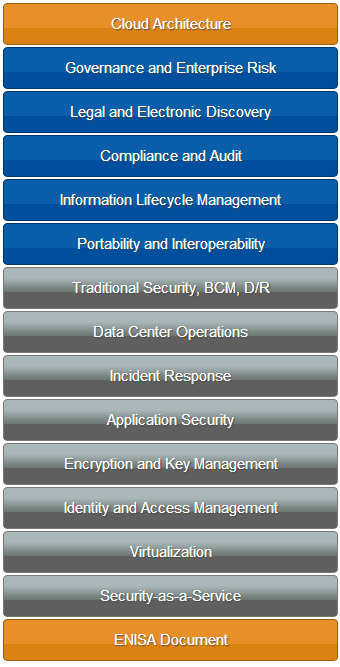 Cloud Architecture
Governance and Enterprise Risk
Legal and Electronic Discovery
Compliance and Audit
Information Lifecycle Management
Portability and Interoperability
Traditional Security, BCM, D/R
Data Center Operations
Incident Response
Application Security
Encryption and Key Management
Identity and Access Management
Virtualization
Security-as-a-Service
ENISA Document